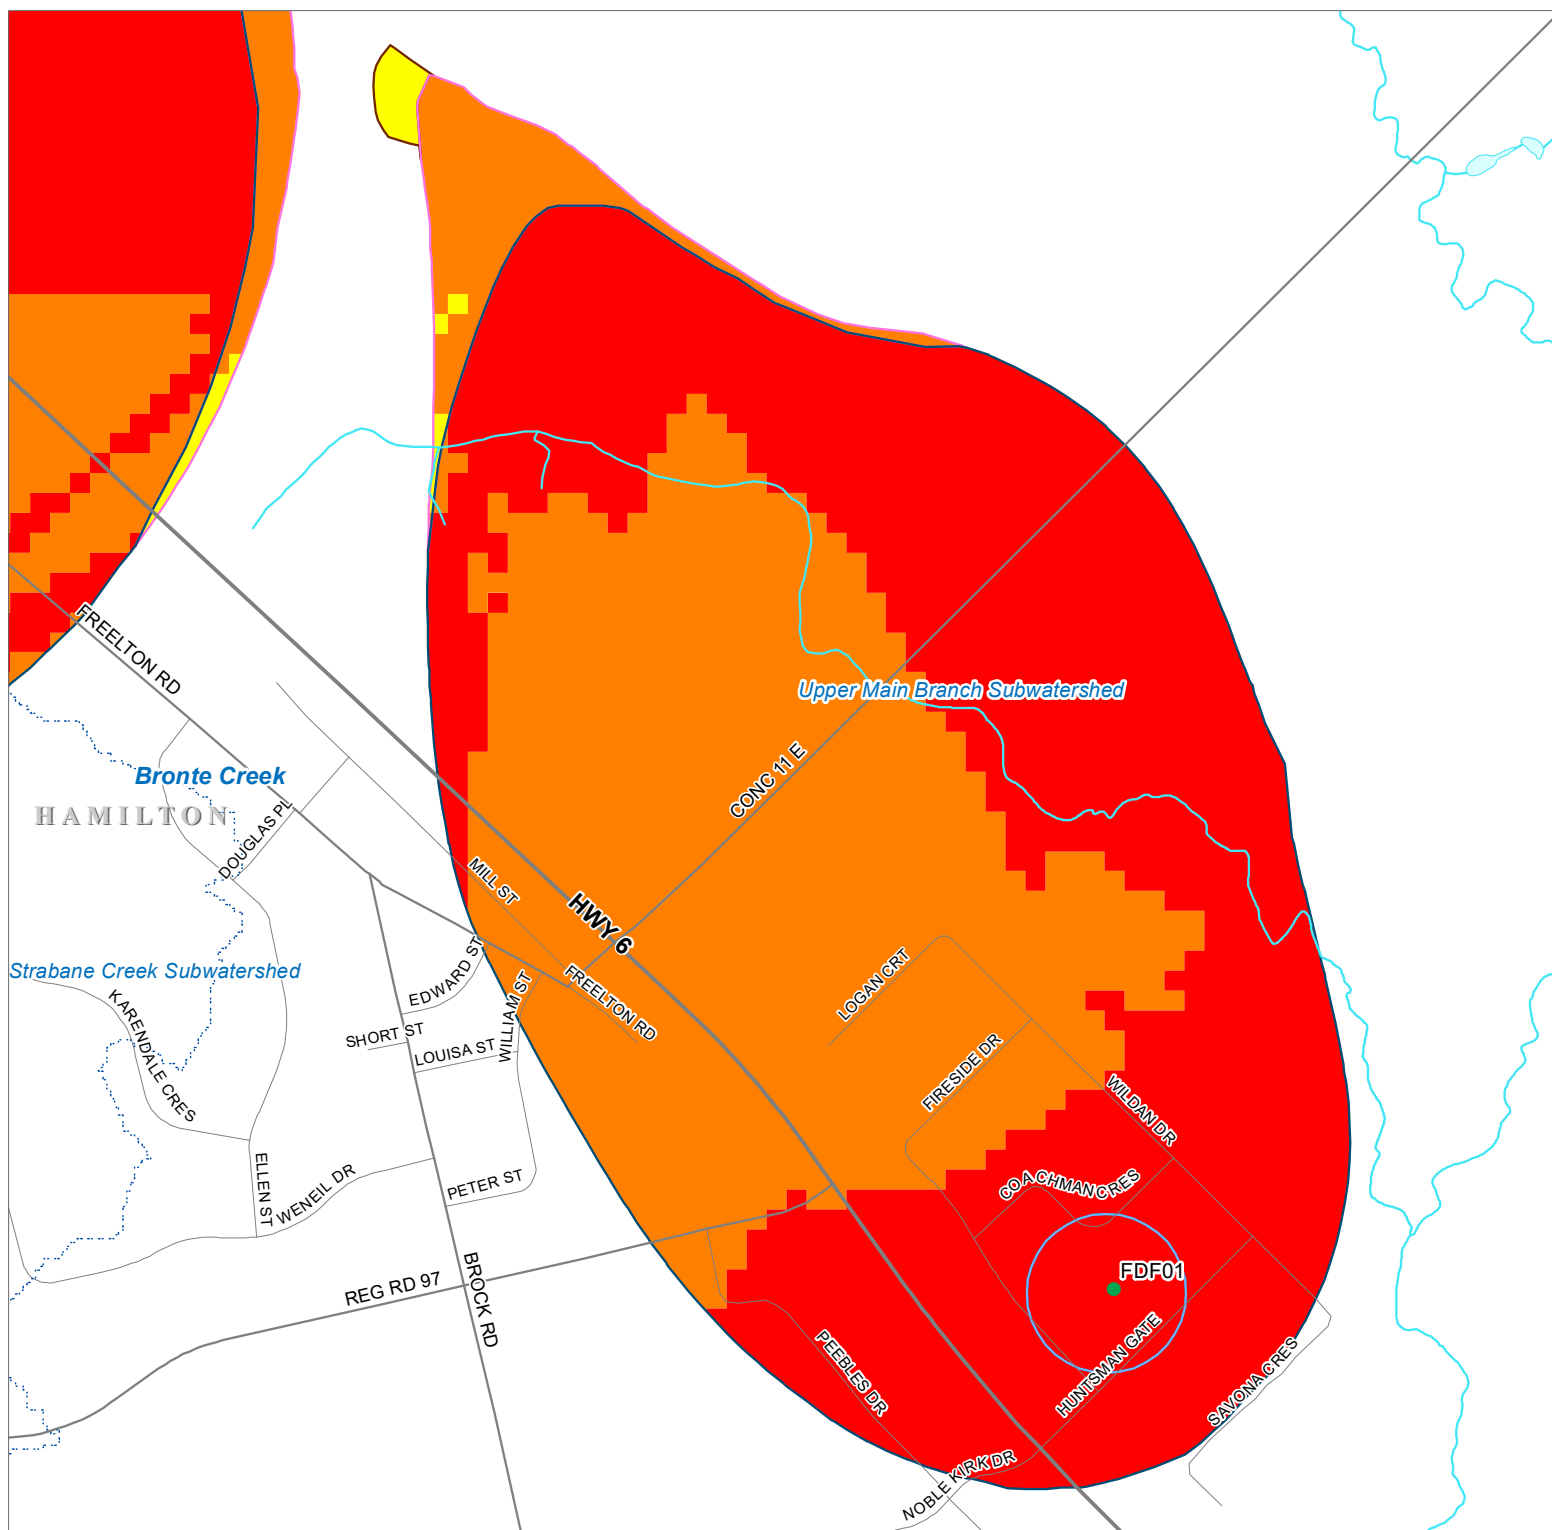 FREELTON RD
Upper Main Branch Subwatershed
Bronte Creek
HAMILTON
CONC 11 E
DOUGLAS PL
MILL ST
HWY 6
Strabane Creek Subwatershed
EDWARD ST
FREELTON RD
LOGAN CRT
WILLIAM ST
KARENDALE CRES
SHORT ST
LOUISA ST
FIRESIDE DR
WILDAN DR
ELLEN ST
WENEIL DR
PETER ST
COACHMAN CRES
REG RD 97
BROCK RD
FDF01
PEEBLES DR
HUNTSMAN GATE
SAVONA CRES
NOBLE KIRK DR